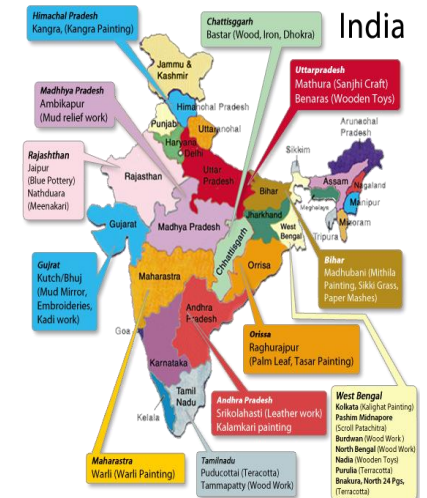 India
Himachal Pradesh
Kangra, (Kangra Painting)
Chattisggarh
Bastar (Wood, Iron, Dhokra)
Uttarpradesh
Mathura (Sanjhi Craft)
Benaras (Wooden Toys)
Madhhya Pradesh
Ambikapur
(Mud relief work)
Rajashthan
Jaipur
(Blue Pottery)
Nathduara
(Meenakari)
Gujrat
Kutch/Bhuj
(Mud Mirror,
Embroideries,
Kadi work)
Maharastra
Warli (Warli Painting)
Tamilnadu
Puducottai (Teracotta)
Tammapatty (Wood Work)
Andhra Pradesh
Srikolahasti (Leather work)
Kalamkari painting
Orissa
Raghurajpur
(Palm Leaf, Tasar Painting)
Bihar
Madhubani (Mithila
Painting, Sikki Grass,
Paper Mashes)
West Bengal
Kolkata (Kalighat Painting)
Pashim Midnapore
(Scroll Patachitra)
Burdwan (Wood Work )
North Bengal (Wood Work)
Nadia (Wooden Toys)
Purulia (Terracotta)
Bnakura, North 24 Pgs,
(Terracotta)
Jammu &
Kashmir
Himanchal Pradesh
Punjab
Uttaranchal
Haryana
Delhi
Rajasthan
Uttar
Pradesh
Bihar
Sikkim
Arunachal
Pradesh
Assam
Nagaland
Meghalaya
Manipur
Mizoram
Tripura
Gujarat
Madhya Pradesh
Jharkhand
West
Bengal
Chhattisgarh
Maharastra
Orrisa
Andhra
Pradesh
Goa
Karnataka
Tamil
Nadu
Kelala